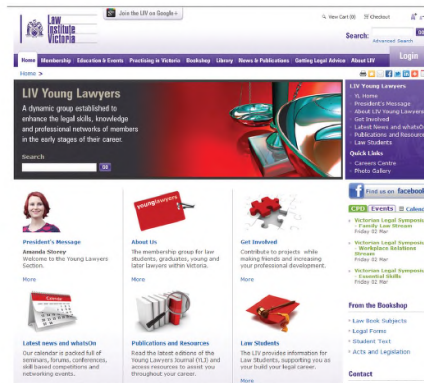 Join the LIV on Google+
View Cart (0)
Checkout
Law
Institute
Victoria
Search:
Advanced Search
Login
Home Membership Education & Events Practising in Victoria Bookshop Library News & Publications Getting Legal Advice About LIV
Home >
LIV Young Lawyers
A dynamic group established to
enhance the legal skills, knowledge
and professional networks of members
in the early stages of their career.
Search
GO
LIV Young Lawyers
YL Home
President's Message
About LIV Young Lawyers
Get Involved
Latest News and whatsOn
Publications and Resource
Law Students
Quick Links
Careers Centre
Photo Gallery
Find us on facebook
CPD Events Calend
Victorian Legal Symposiu
- Family Law Stream
Friday 02 Mar
Victorian Legal Symposiu
- Workplace Relations
Stream
Friday 02 Mar
Victorian Legal Symposiu
- Essential Skills
Friday 02 Mar
younglawyers
President's Message
Amanda Storey
Welcome to the Young Lawyers
Section.
More
About Us
The membership group for law
students, graduates, young and
later lawyers within Victoria.
More
Get Involved
Contribute to projects while
making friends and increasing
your professional development.
More
From the Bookshop
Law Book Subjects
Legal Forms
Student Text
Acts and Legislation
Contact
Latest news and whatsOn
Our calendar is packed full of
seminars, forums, conferences,
skill based competitions and
networking events.
Publications and Resources
Read the latest editions of the
Young Lawyers Journal (YLJ) and
access resources to assist you
throughout your career.
More
Law Students
The LIV provides information for
Law Students, supporting you as
your build your legal career.
More